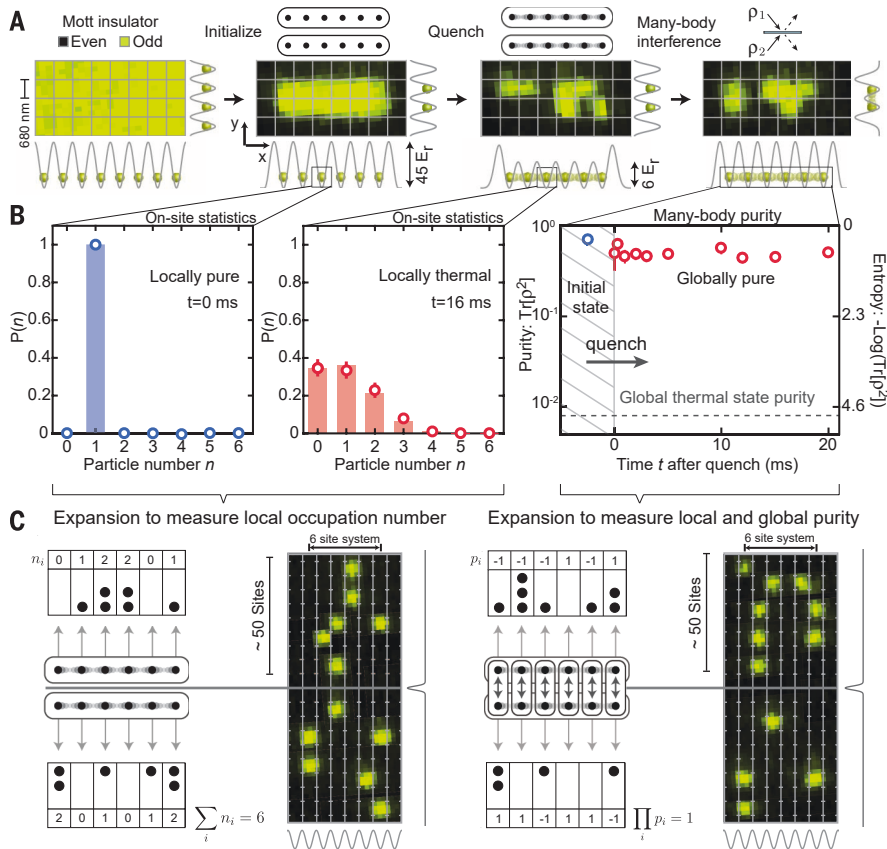 A
Mott insulator
Even Odd
Initialize
Quench
Many-body
interference
ρ1
ρ2
680 nm
y
x
45 Er
6 Er
B
On-site statistics
P(n)
1
0.8
0.6
0.4
0.2
0
Locally pure
t=0 ms
0 1 2 3 4 5 6
Particle number n
On-site statistics
P(n)
1
0.8
0.6
0.4
0.2
0
Locally thermal
t=16 ms
0 1 2 3 4 5 6
Particle number n
Many-body purity
Purity: Tr[ρ²]
10⁰
10⁻¹
10⁻²
Initial
state
Globally pure
quench
Global thermal state purity
0
2.3
4.6
Entropy: -Log(Tr[ρ²])
0 10 20
Time t after quench (ms)
C
Expansion to measure local occupation number
ni 0 1 2 2 0 1
6 site system
~ 50 Sites
2 0 1 0 1 2
∑i ni = 6
Expansion to measure local and global purity
pi -1 -1 -1 1 -1 1
6 site system
~ 50 Sites
1 1 -1 1 1 -1
∏i pi = 1